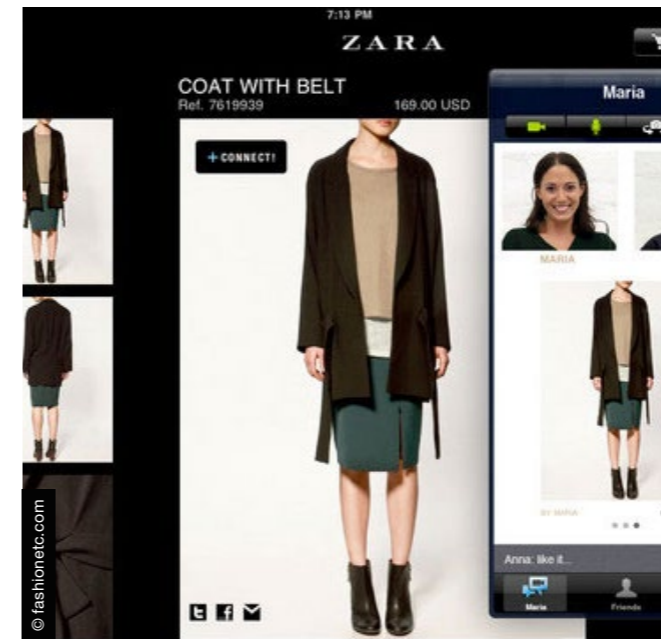 7:13 PM
ZARA
COAT WITH BELT
Ref. 7619939
169.00 USD
+CONNECT!
Maria
MARIA
BY MARIA
Anna: like it...
Maria
Friends
© fashionetc.com